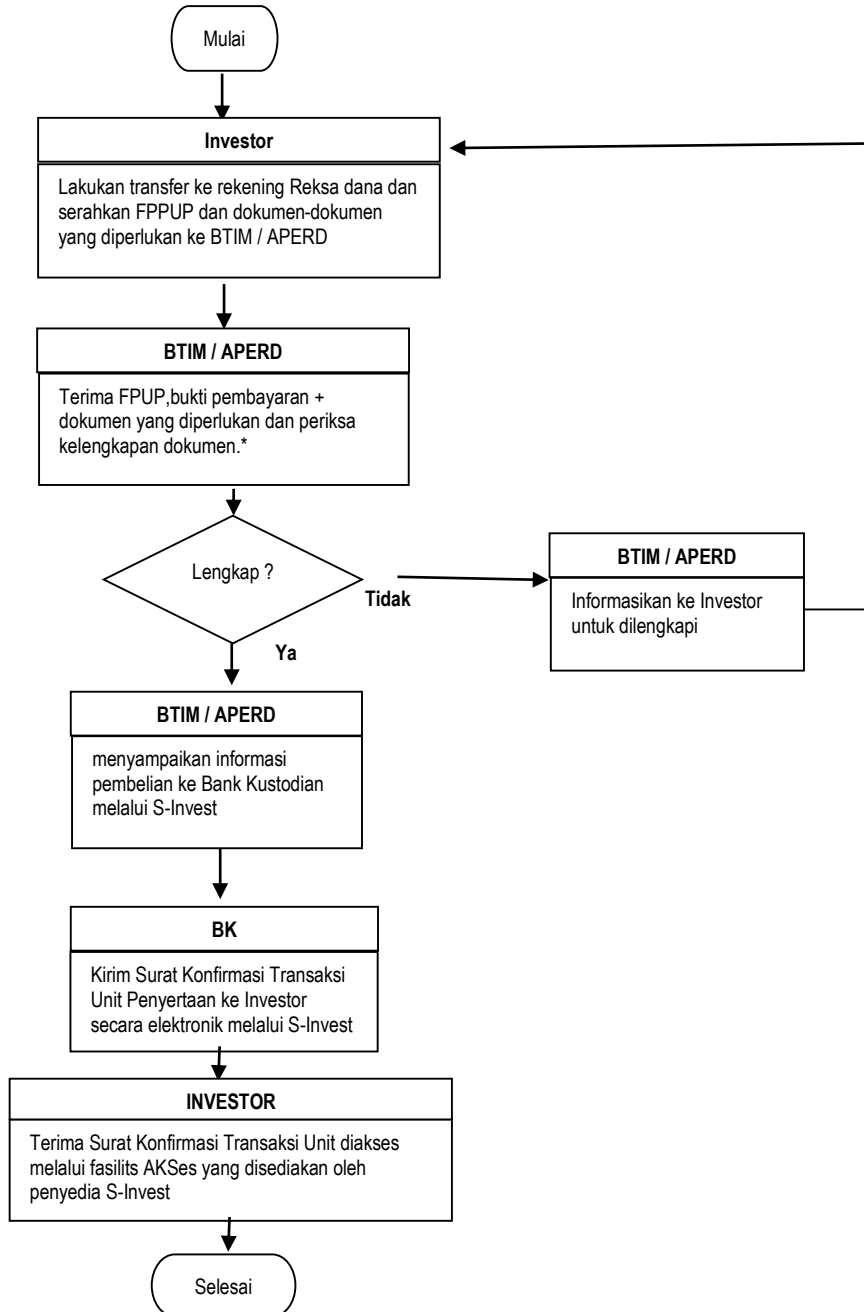 Mulai
Investor
Lakukan transfer ke rekening Reksa dana dan
serahkan FPPUP dan dokumen-dokumen
yang diperlukan ke BTIM / APERD
BTIM / APERD
Terima FPUP,bukti pembayaran +
dokumen yang diperlukan dan periksa
kelengkapan dokumen.*
Lengkap ?
Tidak
BTIM / APERD
Informasikan ke Investor
untuk dilengkapi
Ya
BTIM / APERD
menyampaikan informasi
pembelian ke Bank Kustodian
melalui S-Invest
BK
Kirim Surat Konfirmasi Transaksi
Unit Penyertaan ke Investor
secara elektronik melalui S-Invest
INVESTOR
Terima Surat Konfirmasi Transaksi Unit diakses
melalui fasilits AKSes yang disediakan oleh
penyedia S-Invest
Selesai